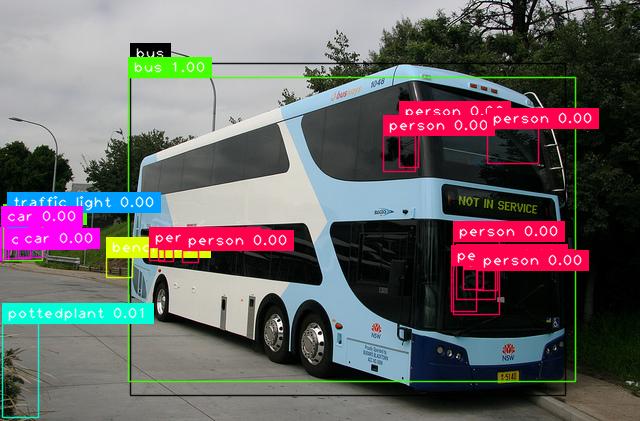 bus
bus 1.00
busways
1048
person 0.00
person 0.00
person 0.00
traffic light 0.00
car 0.00
car 0.00
NOT IN SERVICE
person 0.00
per
person 0.00
person 0.00
pottedplant 0.01
NSW
NSW